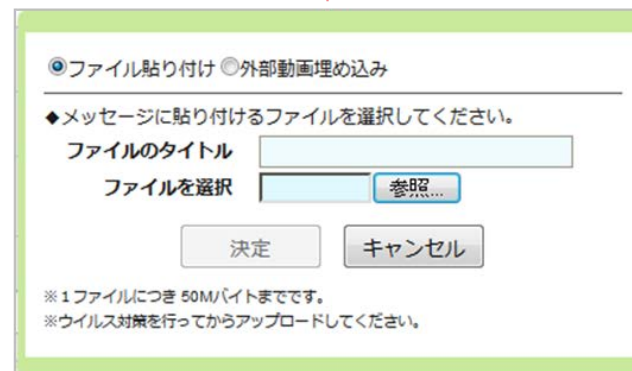 ファイル貼り付け 外部動画埋め込み
◆メッセージに貼り付けるファイルを選択してください。
ファイルのタイトル
ファイルを選択 参照...
決定 キャンセル
※1ファイルにつき 50Mバイトまでです。
※ウイルス対策を行ってからアップロードしてください。